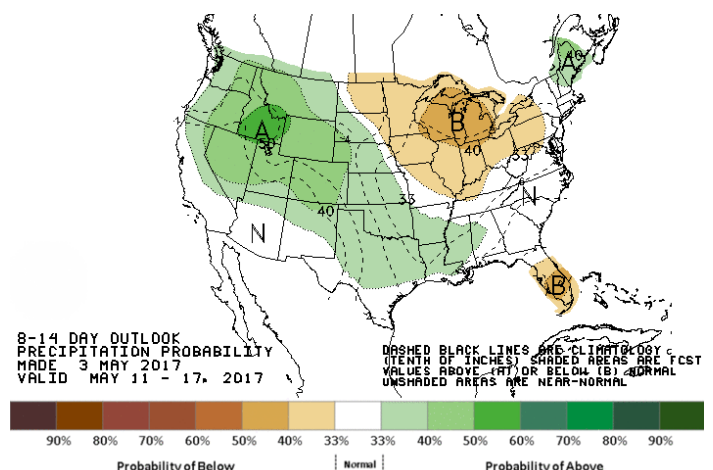 A
40
B
A
50
40
33
33
40
N
N
B
8-14 DAY OUTLOOK
PRECIPITATION PROBABILITY
MADE 3 MAY 2017
VALID MAY 11 - 17, 2017
DASHED BLACK LINES ARE CLIMATOLOGY
(TENTH OF INCHES) SHADED AREAS ARE FCST
VALUES ABOVE (A) OR BELOW (B) NORMAL
UNSHADED AREAS ARE NEAR-NORMAL
90% 80% 70% 60% 50% 40% 33% 33% 40% 50% 60% 70% 80% 90%
Probability of Below Normal Probability of Above